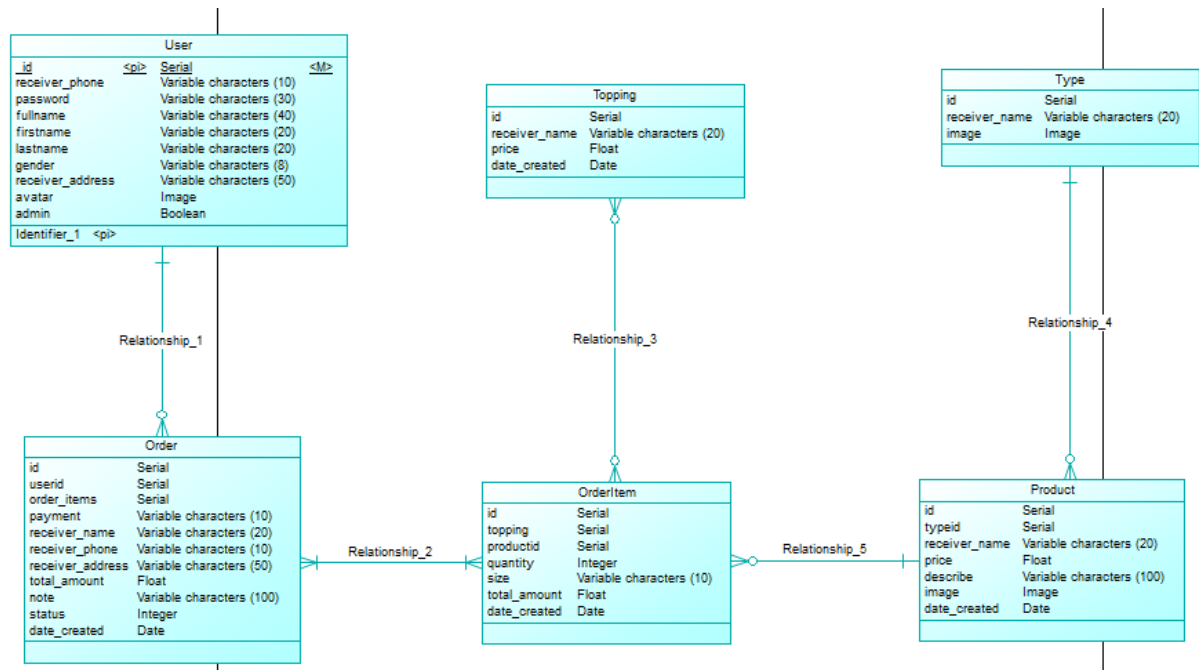 User
_id <pi> Serial <M>
receiver_phone Variable characters (10)
password Variable characters (30)
fullname Variable characters (40)
firstname Variable characters (20)
lastname Variable characters (20)
gender Variable characters (8)
receiver_address Variable characters (50)
avatar Image
admin Boolean
Identifier_1 <pi>
Topping
id Serial
receiver_name Variable characters (20)
price Float
date_created Date
Type
id Serial
receiver_name Variable characters (20)
image Image
Relationship_1
Relationship_3
Relationship_4
Order
id Serial
userid Serial
order_items Serial
payment Variable characters (10)
receiver_name Variable characters (20)
receiver_phone Variable characters (10)
receiver_address Variable characters (50)
total_amount Float
note Variable characters (100)
status Integer
date_created Date
Relationship_2
OrderItem
id Serial
topping Serial
productid Serial
quantity Integer
size Variable characters (10)
total_amount Float
date_created Date
Relationship_5
Product
id Serial
typeid Serial
receiver_name Variable characters (20)
price Float
describe Variable characters (100)
image Image
date_created Date